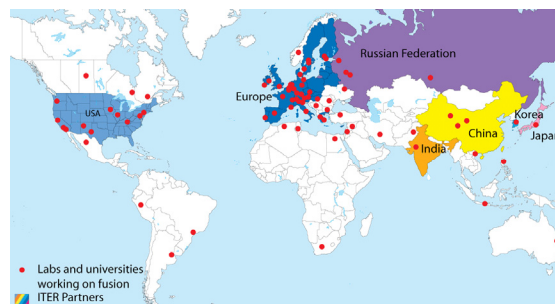 Russian Federation
USA
Europe
Korea
China
Japan
India
Labs and universities
working on fusion
ITER Partners